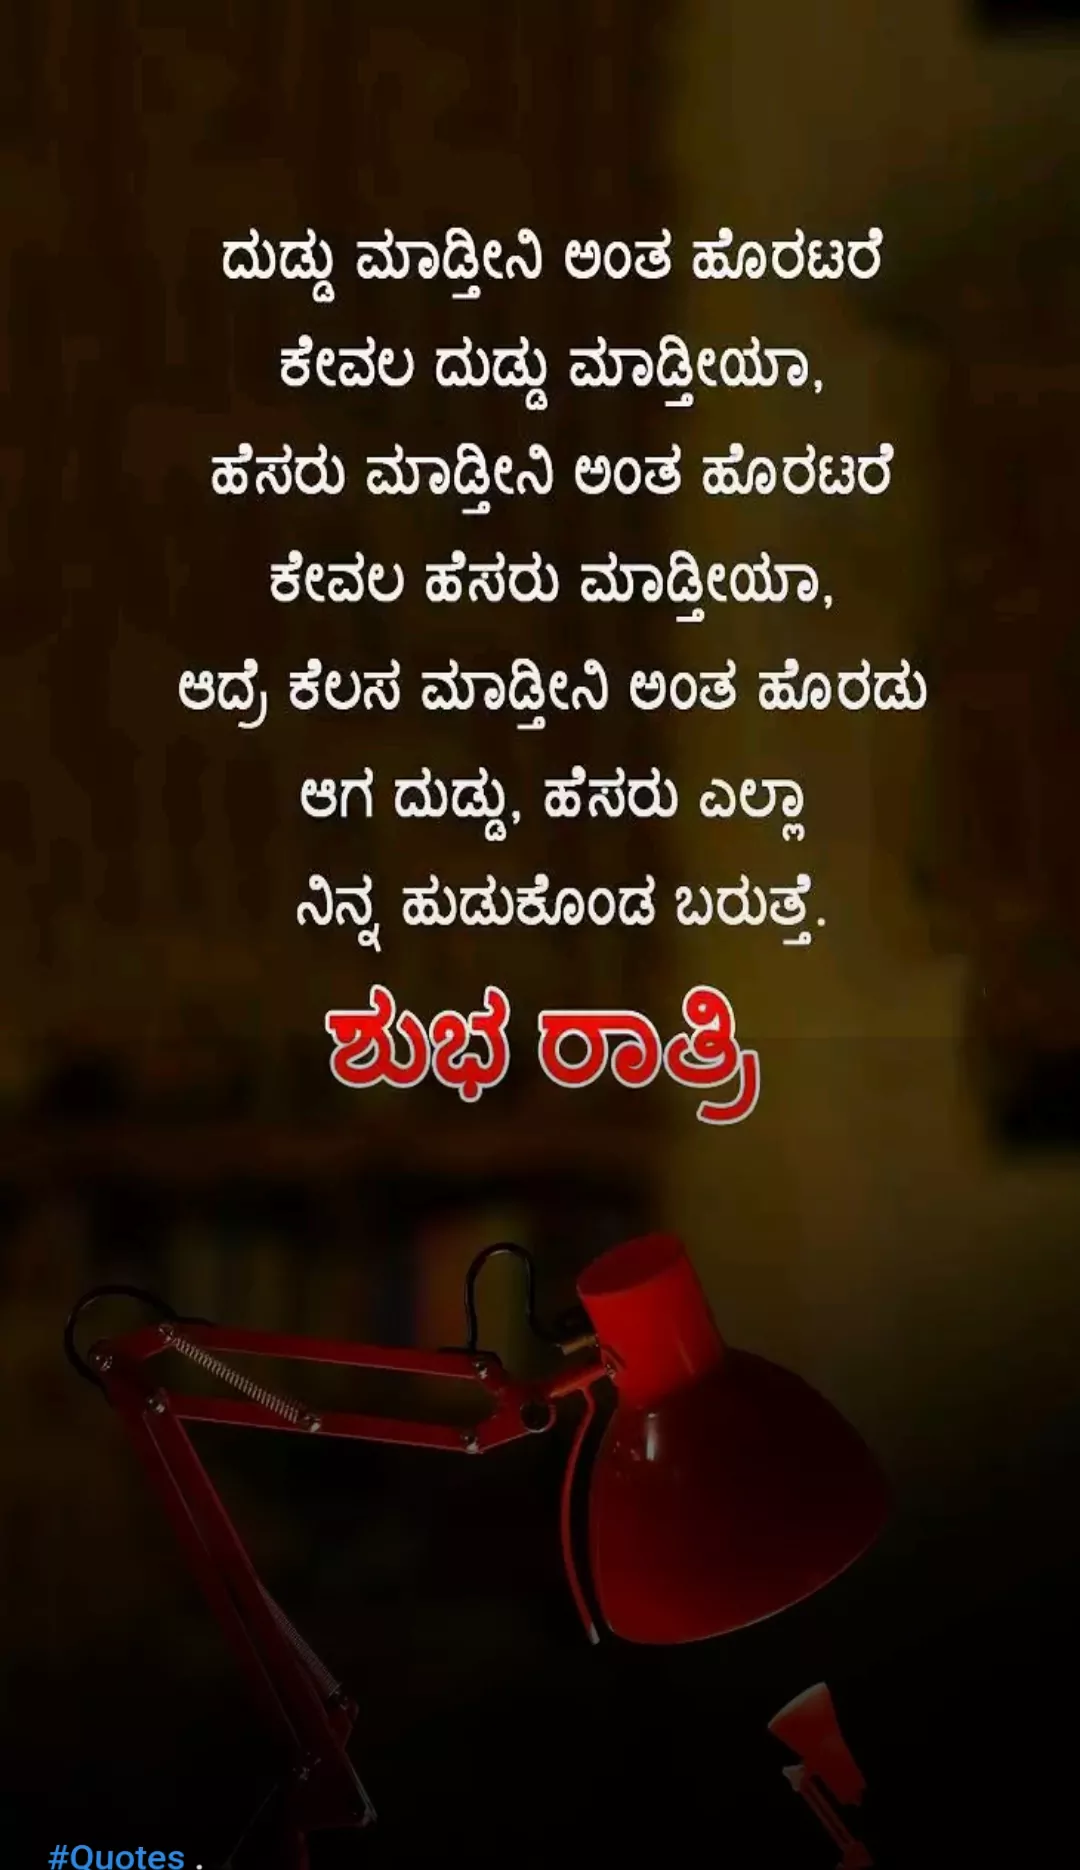 ದುಡ್ಡು ಮಾಡ್ತೀನಿ ಅಂತ ಹೊರಟರೆ
ಕೇವಲ ದುಡ್ಡು ಮಾಡ್ತೀಯಾ,
ಹೆಸರು ಮಾಡ್ತೀನಿ ಅಂತ ಹೊರಟರೆ
ಕೇವಲ ಹೆಸರು ಮಾಡ್ತೀಯಾ,
ಆದ್ರೆ ಕೆಲಸ ಮಾಡ್ತೀನಿ ಅಂತ ಹೊರಡು
ಆಗ ದುಡ್ಡು, ಹೆಸರು ಎಲ್ಲಾ
ನಿನ್ನ ಹುಡುಕೊಂಡ ಬರುತ್ತೆ.
ಶುಭ ರಾತ್ರಿ
#Quotes .